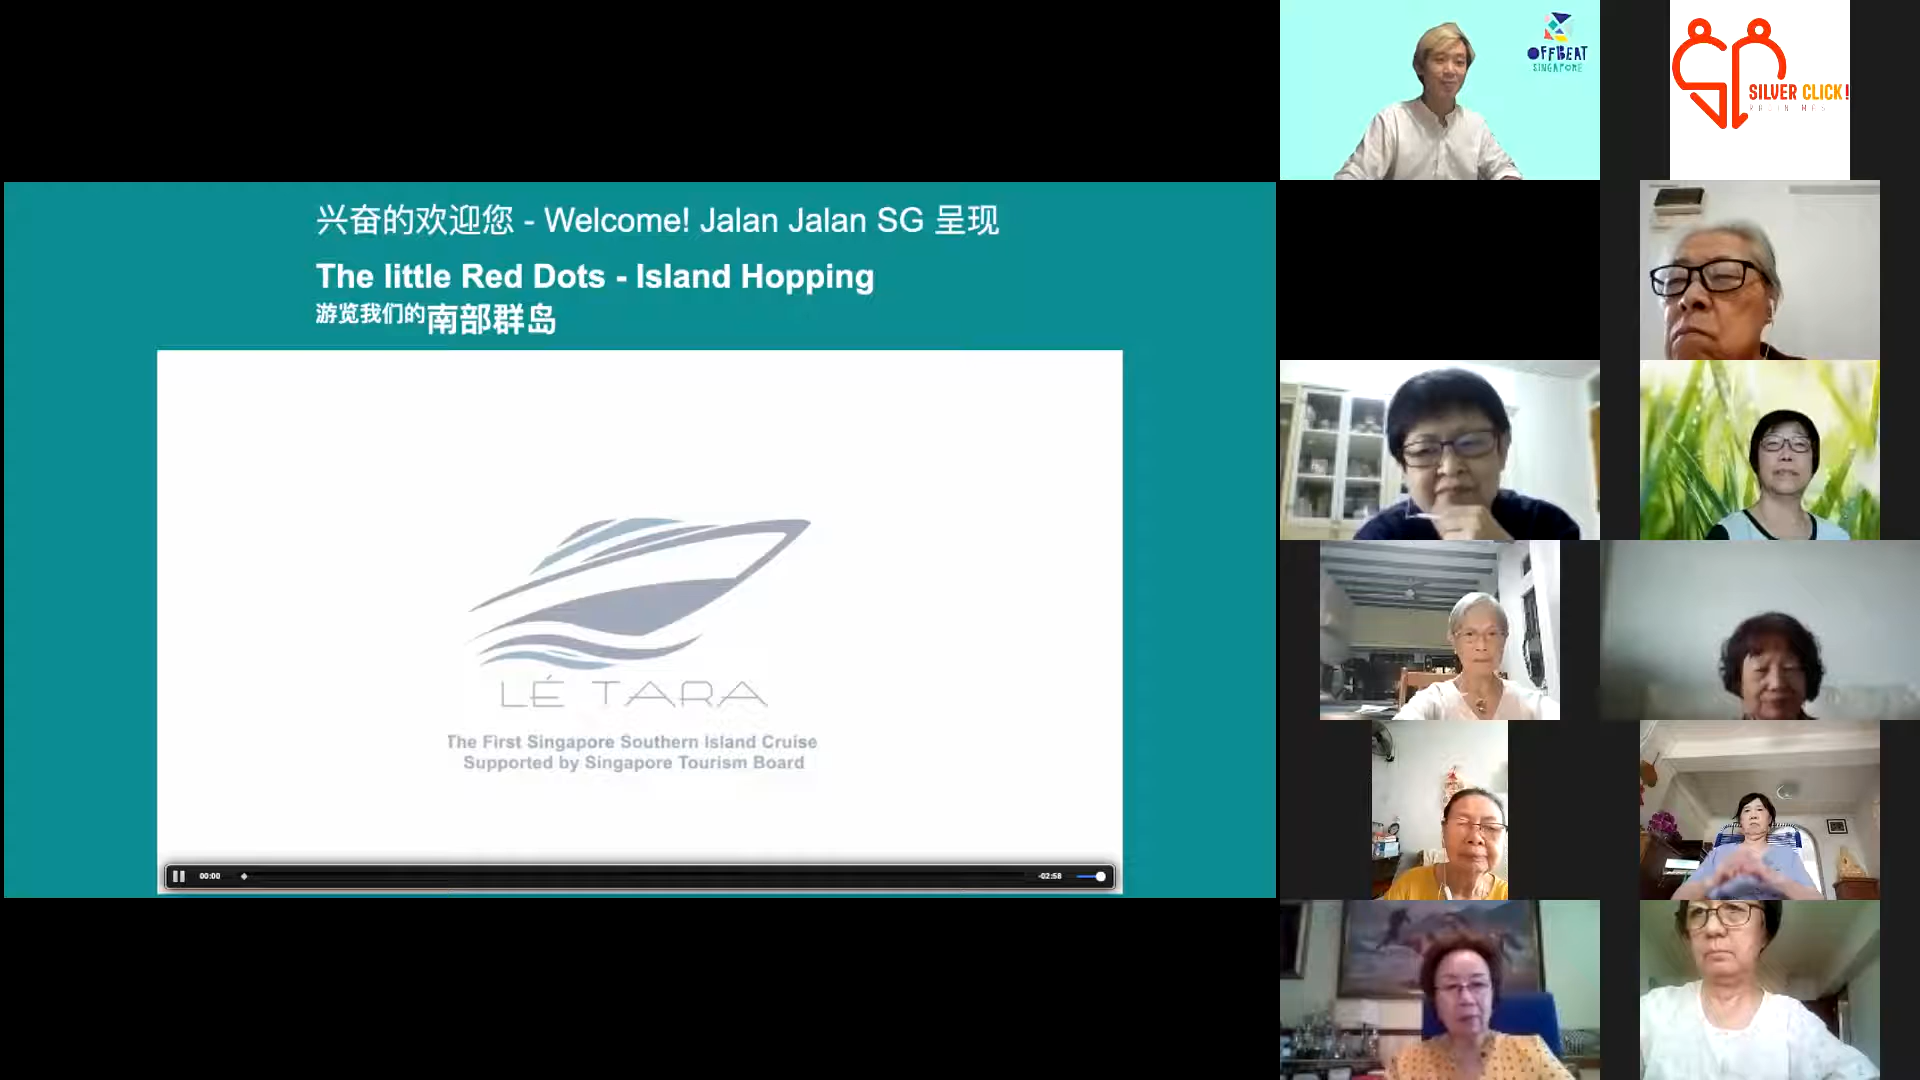 兴奋的欢迎您 - Welcome! Jalan Jalan SG 呈现
The little Red Dots - Island Hopping
游览我们的南部群岛
LÉ TARA
The First Singapore Southern Island Cruise
Supported by Singapore Tourism Board
00:00
-02:58
OFFBEAT
SINGAPORE
SILVER CLICK!